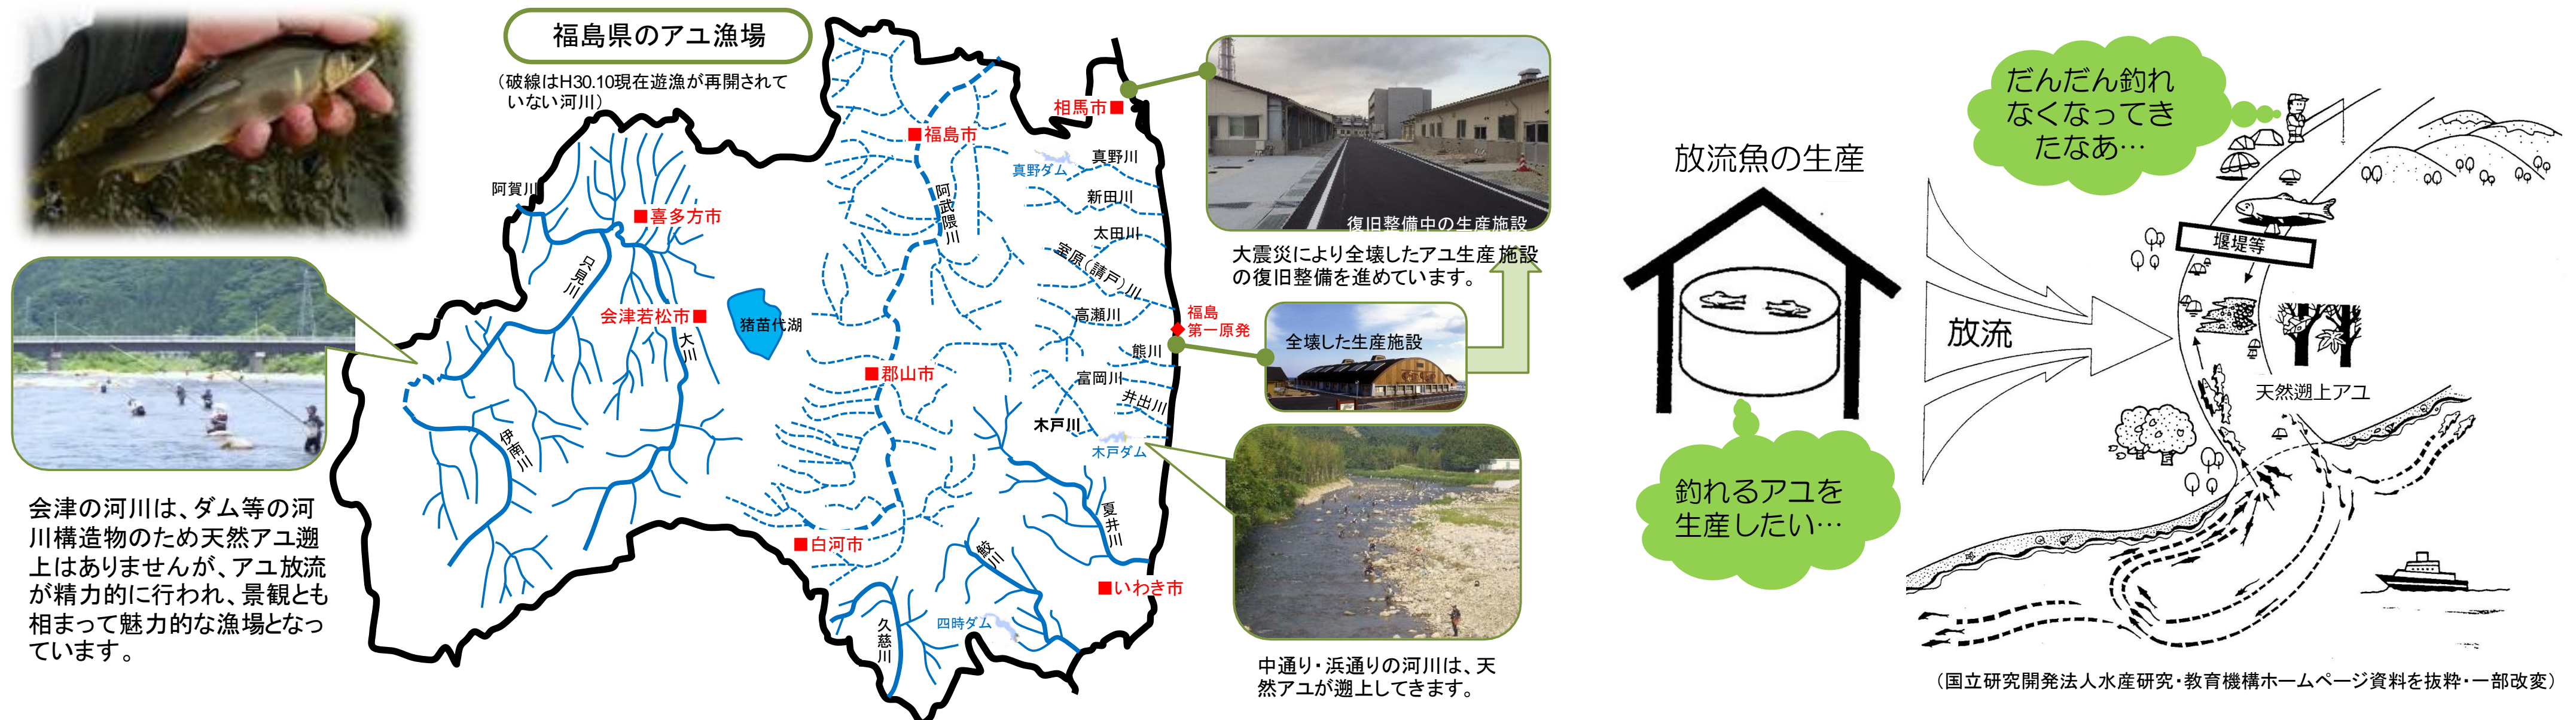 福島県のアユ漁場
（破線はH30.10現在遊漁が再開されて
いない河川）
相馬市
福島市
真野川
真野ダム
新田川
阿賀川
喜多方市
阿武隈川
太田川
室原（請戸）川
只見川
会津若松市
猪苗代湖
大川
高瀬川
福島
第一原発
熊川
郡山市
富岡川
井出川
木戸川
木戸ダム
伊南川
夏井川
白河市
鮫川
いわき市
久慈川
四時ダム
会津の河川は、ダム等の河
川構造物のため天然アユ遡
上はありませんが、アユ放流
が精力的に行われ、景観とも
相まって魅力的な漁場となっ
ています。
復旧整備中の生産施設
大震災により全壊したアユ生産施設
の復旧整備を進めています。
全壊した生産施設
中通り・浜通りの河川は、天
然アユが遡上してきます。
放流魚の生産
釣れるアユを
生産したい…
放流
だんだん釣れ
なくなってき
たなあ…
堰堤等
天然遡上アユ
（国立研究開発法人水産研究・教育機構ホームページ資料を抜粋・一部改変）